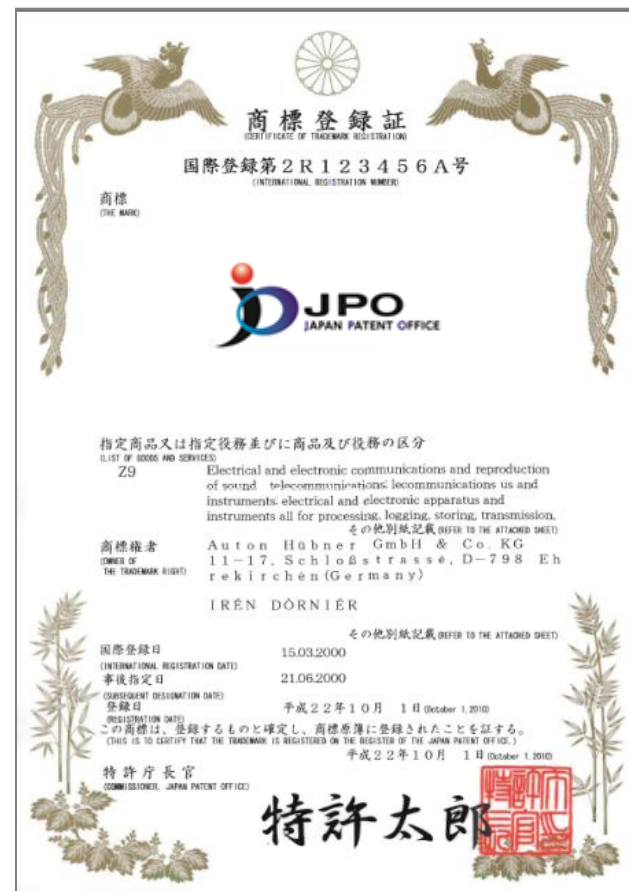 商標登録証
(CERTIFICATE OF TRADEMARK REGISTRATION)
国際登録第2R123456A号
(INTERNATIONAL REGISTRATION NUMBER)
商標
(THE MARK)
JPO
JAPAN PATENT OFFICE
指定商品又は指定役務並びに商品及び役務の区分
(LIST OF GOODS AND SERVICES)
Z9 Electrical and electronic communications and reproduction
of sound telecommunications: lecommunications us and
instruments: electrical and electronic apparatus and
instruments all for processing, logging, storing, transmission,
その他別紙記載(REFER TO THE ATTACHED SHEET)
商標権者 Auton Hübner GmbH & Co. KG
(OWNER OF 11-17, Schloßstrasse, D-798 Eh
THE TRADEMARK RIGHT) rekirchen(Germany)
IRÉN DÖRNIER
その他別紙記載(REFER TO THE ATTACHED SHEET)
国際登録日 15.03.2000
(INTERNATIONAL REGISTRATION DATE)
事後指定日 21.06.2000
(SUBSEQUENT DESIGNATION DATE)
登録日 平成22年10月 1日(October 1,2010)
(REGISTRATION DATE)
この商標は、登録するものと確定し、商標原簿に登録されたことを証する。
(THIS IS TO CERTIFY THAT THE TRADEMARK IS REGISTERED ON THE REGISTER OF THE JAPAN PATENT OFFICE.)
平成22年10月 1日(October 1,2010)
特許庁長官
(COMMISSIONER, JAPAN PATENT OFFICE)
特許太郎